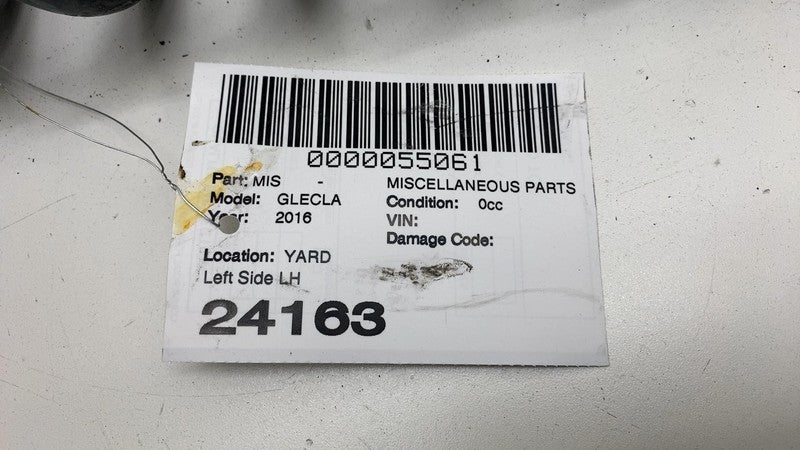 0000055061
Part: MIS - MISCELLANEOUS PARTS
Model: GLECLA Condition: 0cc
Year: 2016 VIN:
Damage Code:
Location: YARD
Left Side LH
24163